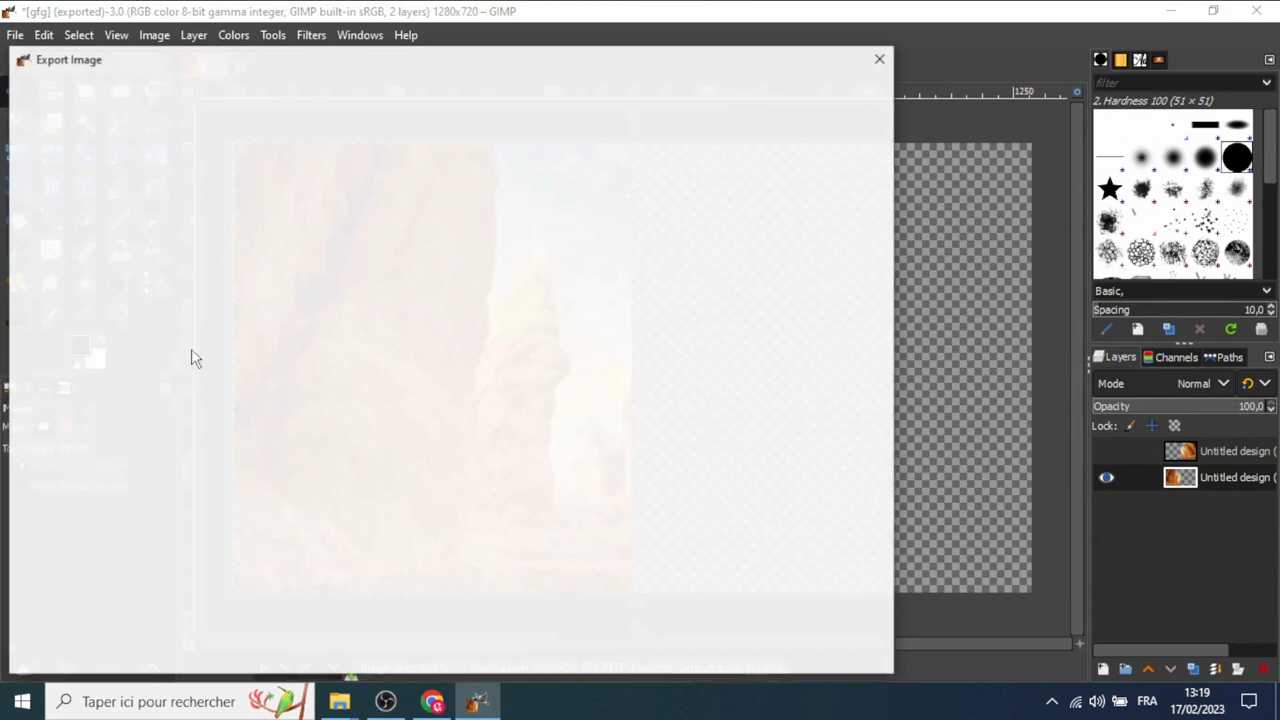 *[gfg] (exported)-3.0 (RGB color 8-bit gamma integer, GIMP built-in sRGB, 2 layers) 1280x720 – GIMP
File Edit Select View Image Layer Colors Tools Filters Windows Help
Export Image
1250
filter
2. Hardness 100 (51 × 51)
Basic,
Spacing 10,0
Layers Channels Paths
Mode Normal
Opacity 100,0
Lock:
Untitled design (
Untitled design (
Taper ici pour rechercher
FRA
13:19
17/02/2023